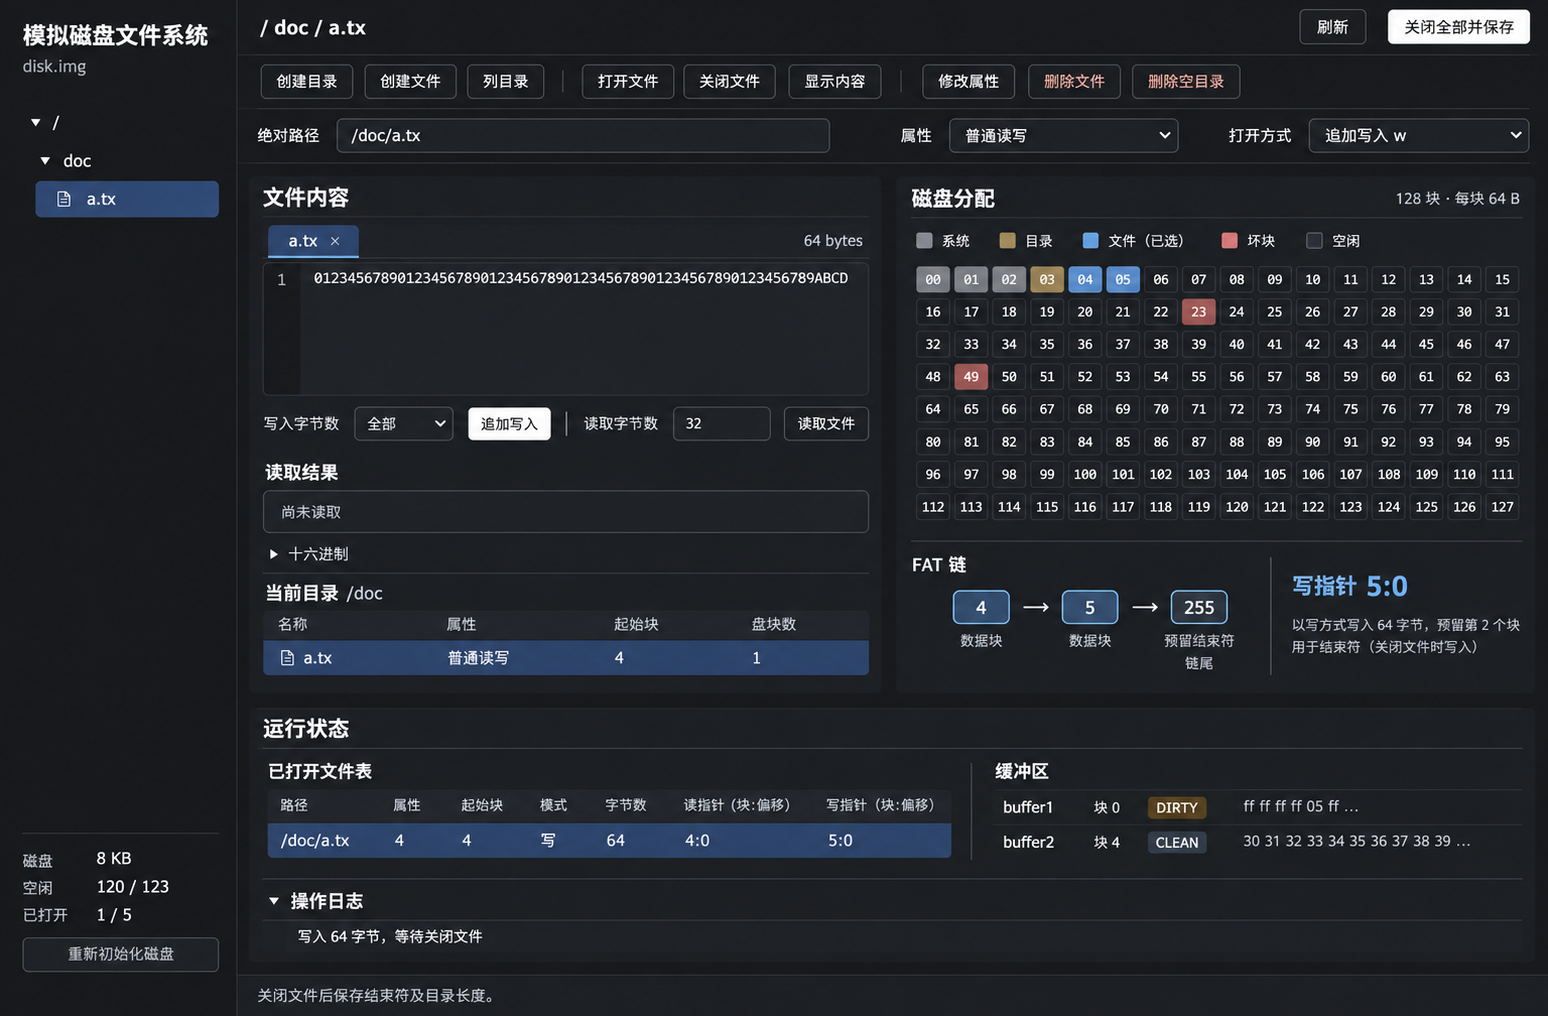 模拟磁盘文件系统
disk.img
/
doc
a.tx
磁盘 8 KB
空闲 120 / 123
已打开 1 / 5
重新初始化磁盘
/ doc / a.tx
刷新 关闭全部并保存
创建目录 创建文件 列目录 打开文件 关闭文件 显示内容 修改属性 删除文件 删除空目录
绝对路径 /doc/a.tx 属性 普通读写 打开方式 追加写入 w
文件内容
a.tx × 64 bytes
1 012345678901234567890123456789012345678901234567890123456789ABCD
写入字节数 全部 追加写入 读取字节数 32 读取文件
读取结果
尚未读取
十六进制
当前目录 /doc
名称 属性 起始块 盘块数
a.tx 普通读写 4 1
磁盘分配 128 块 · 每块 64 B
系统 目录 文件（已选） 坏块 空闲
00 01 02 03 04 05 06 07 08 09 10 11 12 13 14 15
16 17 18 19 20 21 22 23 24 25 26 27 28 29 30 31
32 33 34 35 36 37 38 39 40 41 42 43 44 45 46 47
48 49 50 51 52 53 54 55 56 57 58 59 60 61 62 63
64 65 66 67 68 69 70 71 72 73 74 75 76 77 78 79
80 81 82 83 84 85 86 87 88 89 90 91 92 93 94 95
96 97 98 99 100 101 102 103 104 105 106 107 108 109 110 111
112 113 114 115 116 117 118 119 120 121 122 123 124 125 126 127
FAT 链
4 → 5 → 255
数据块 数据块 预留结束符
链尾
写指针 5:0
以写方式写入 64 字节，预留第 2 个块
用于结束符（关闭文件时写入）
运行状态
已打开文件表
路径 属性 起始块 模式 字节数 读指针（块:偏移） 写指针（块:偏移）
/doc/a.tx 4 4 写 64 4:0 5:0
缓冲区
buffer1 块 0 DIRTY ff ff ff ff 05 ff ...
buffer2 块 4 CLEAN 30 31 32 33 34 35 36 37 38 39 ...
操作日志
写入 64 字节，等待关闭文件
关闭文件后保存结束符及目录长度。